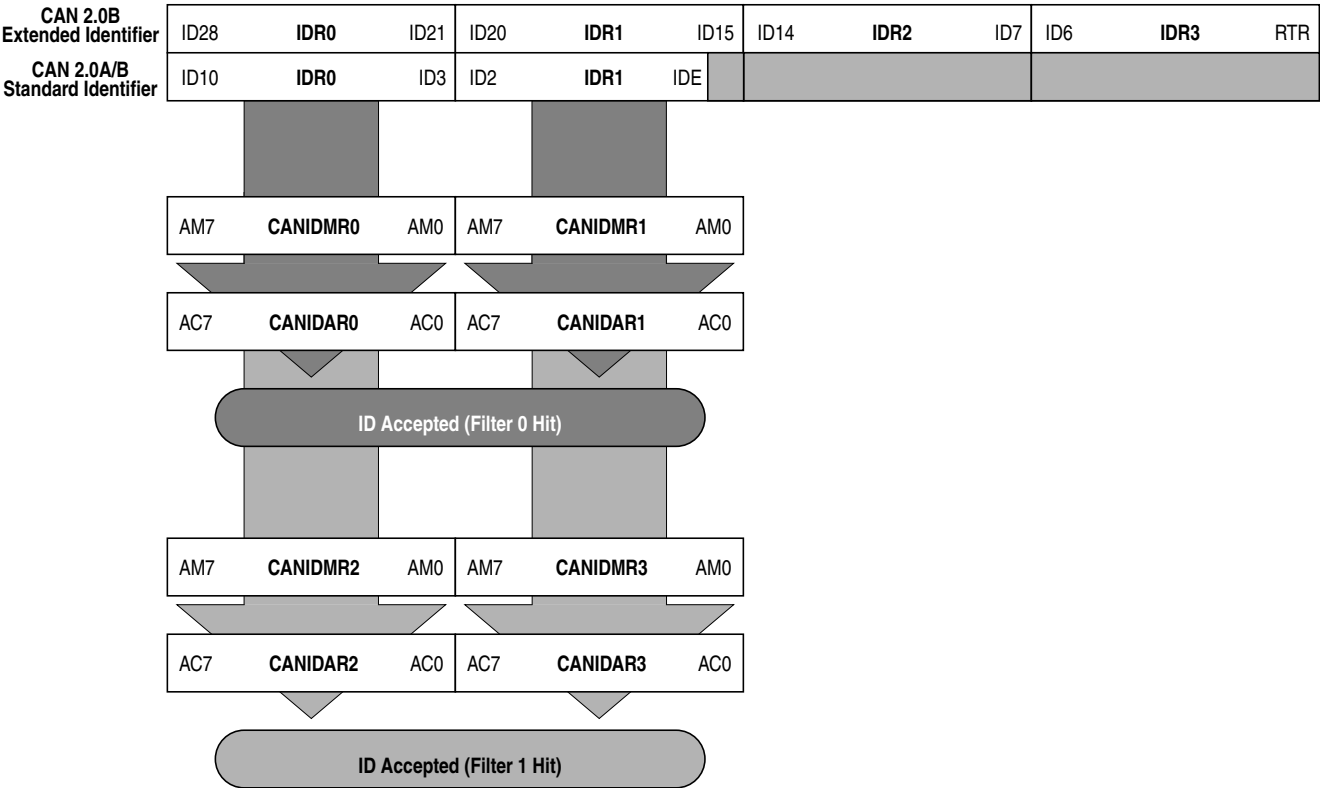 CAN 2.0B
Extended Identifier
ID28 IDR0 ID21 ID20 IDR1 ID15 ID14 IDR2 ID7 ID6 IDR3 RTR
CAN 2.0A/B
Standard Identifier
ID10 IDR0 ID3 ID2 IDR1 IDE
AM7 CANIDMR0 AM0 AM7 CANIDMR1 AM0
AC7 CANIDAR0 AC0 AC7 CANIDAR1 AC0
ID Accepted (Filter 0 Hit)
AM7 CANIDMR2 AM0 AM7 CANIDMR3 AM0
AC7 CANIDAR2 AC0 AC7 CANIDAR3 AC0
ID Accepted (Filter 1 Hit)